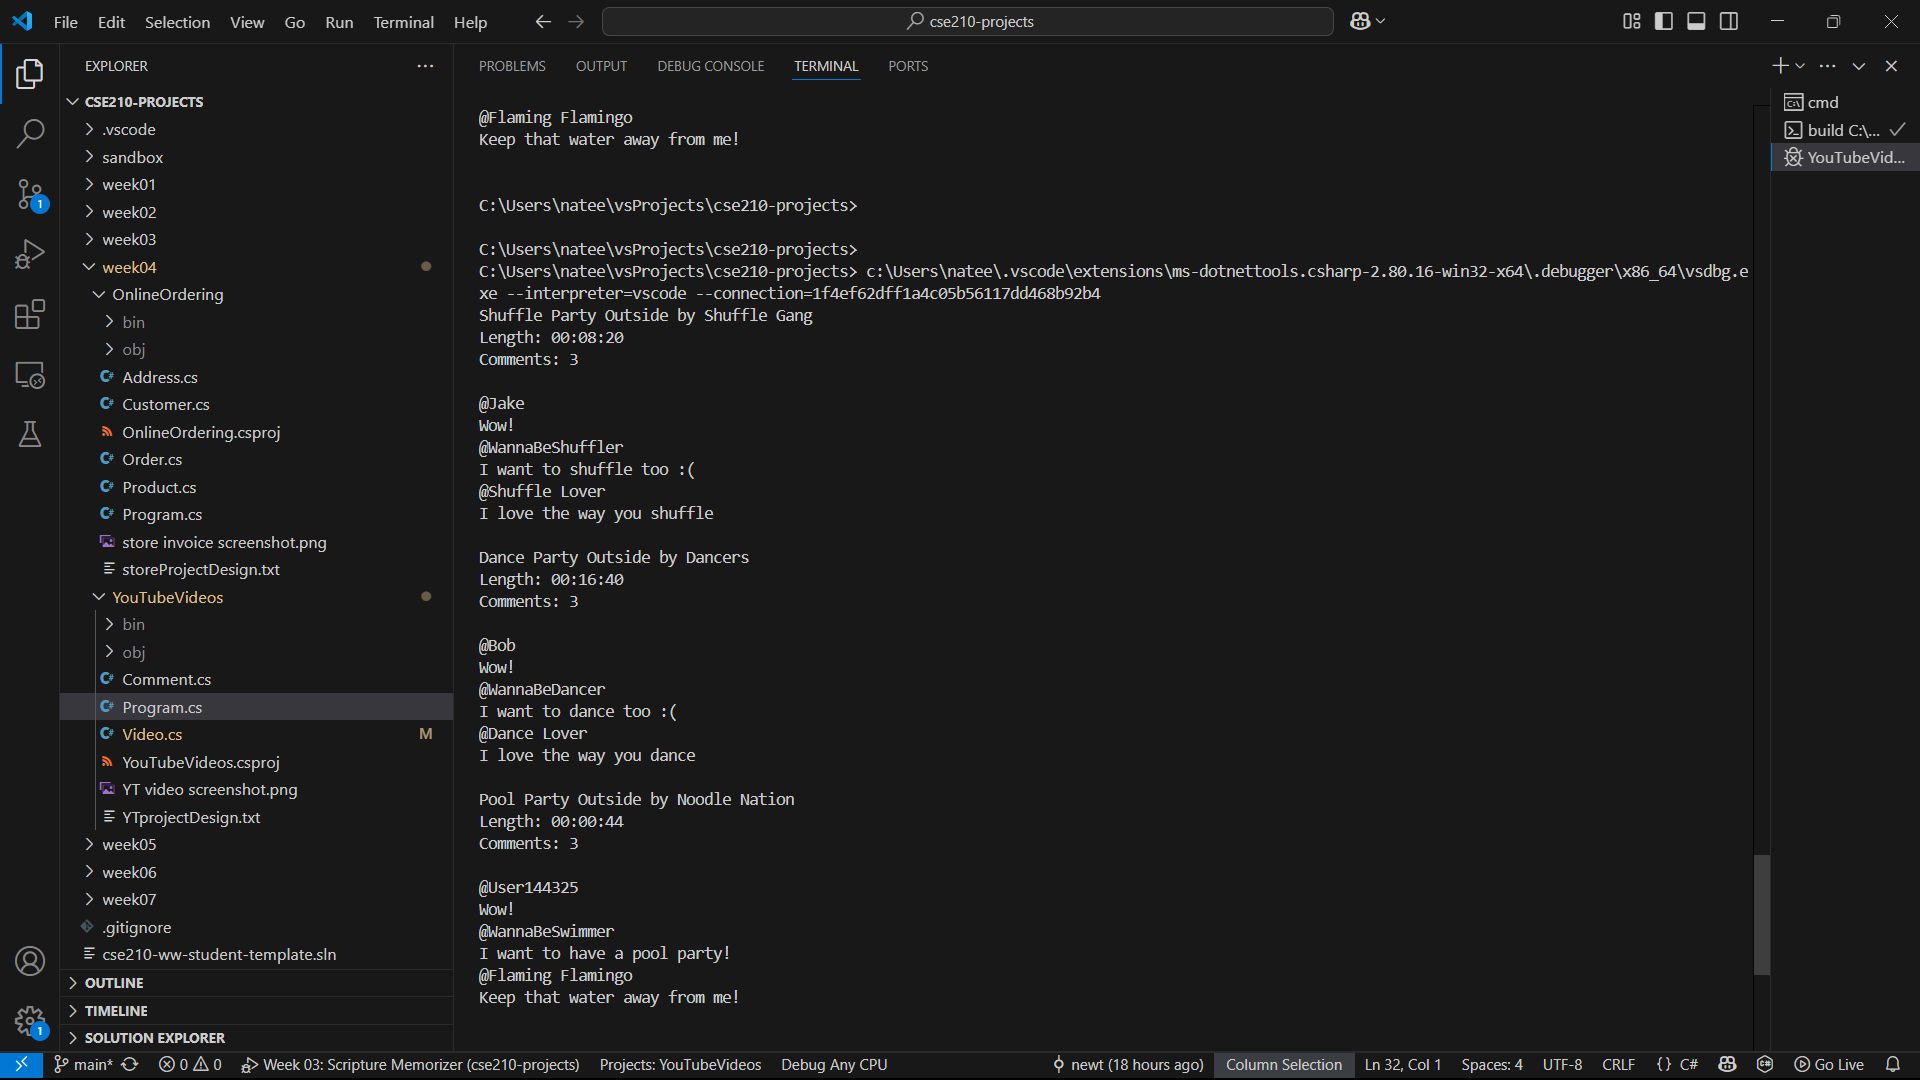 File Edit Selection View Go Run Terminal Help
cse210-projects
EXPLORER
CSE210-PROJECTS
.vscode
sandbox
week01
week02
week03
week04
OnlineOrdering
bin
obj
Address.cs
Customer.cs
OnlineOrdering.csproj
Order.cs
Product.cs
Program.cs
store invoice screenshot.png
storeProjectDesign.txt
YouTubeVideos
bin
obj
Comment.cs
Program.cs
Video.cs M
YouTubeVideos.csproj
YT video screenshot.png
YTprojectDesign.txt
week05
week06
week07
.gitignore
cse210-ww-student-template.sln
OUTLINE
TIMELINE
SOLUTION EXPLORER
1
1
PROBLEMS OUTPUT DEBUG CONSOLE TERMINAL PORTS
@Flaming Flamingo
Keep that water away from me!
C:\Users\natee\vsProjects\cse210-projects>
C:\Users\natee\vsProjects\cse210-projects>
C:\Users\natee\vsProjects\cse210-projects> c:\Users\natee\.vscode\extensions\ms-dotnettools.csharp-2.80.16-win32-x64\.debugger\x86_64\vsdbg.e
xe --interpreter=vscode --connection=1f4ef62dff1a4c05b56117dd468b92b4
Shuffle Party Outside by Shuffle Gang
Length: 00:08:20
Comments: 3
@Jake
Wow!
@WannaBeShuffler
I want to shuffle too :(
@Shuffle Lover
I love the way you shuffle
Dance Party Outside by Dancers
Length: 00:16:40
Comments: 3
@Bob
Wow!
@WannaBeDancer
I want to dance too :(
@Dance Lover
I love the way you dance
Pool Party Outside by Noodle Nation
Length: 00:00:44
Comments: 3
@User144325
Wow!
@WannaBeSwimmer
I want to have a pool party!
@Flaming Flamingo
Keep that water away from me!
cmd
build C:\...
YouTubeVid...
main* 0 0 Week 03: Scripture Memorizer (cse210-projects) Projects: YouTubeVideos Debug Any CPU newt (18 hours ago) Column Selection Ln 32, Col 1 Spaces: 4 UTF-8 CRLF {} C# Go Live